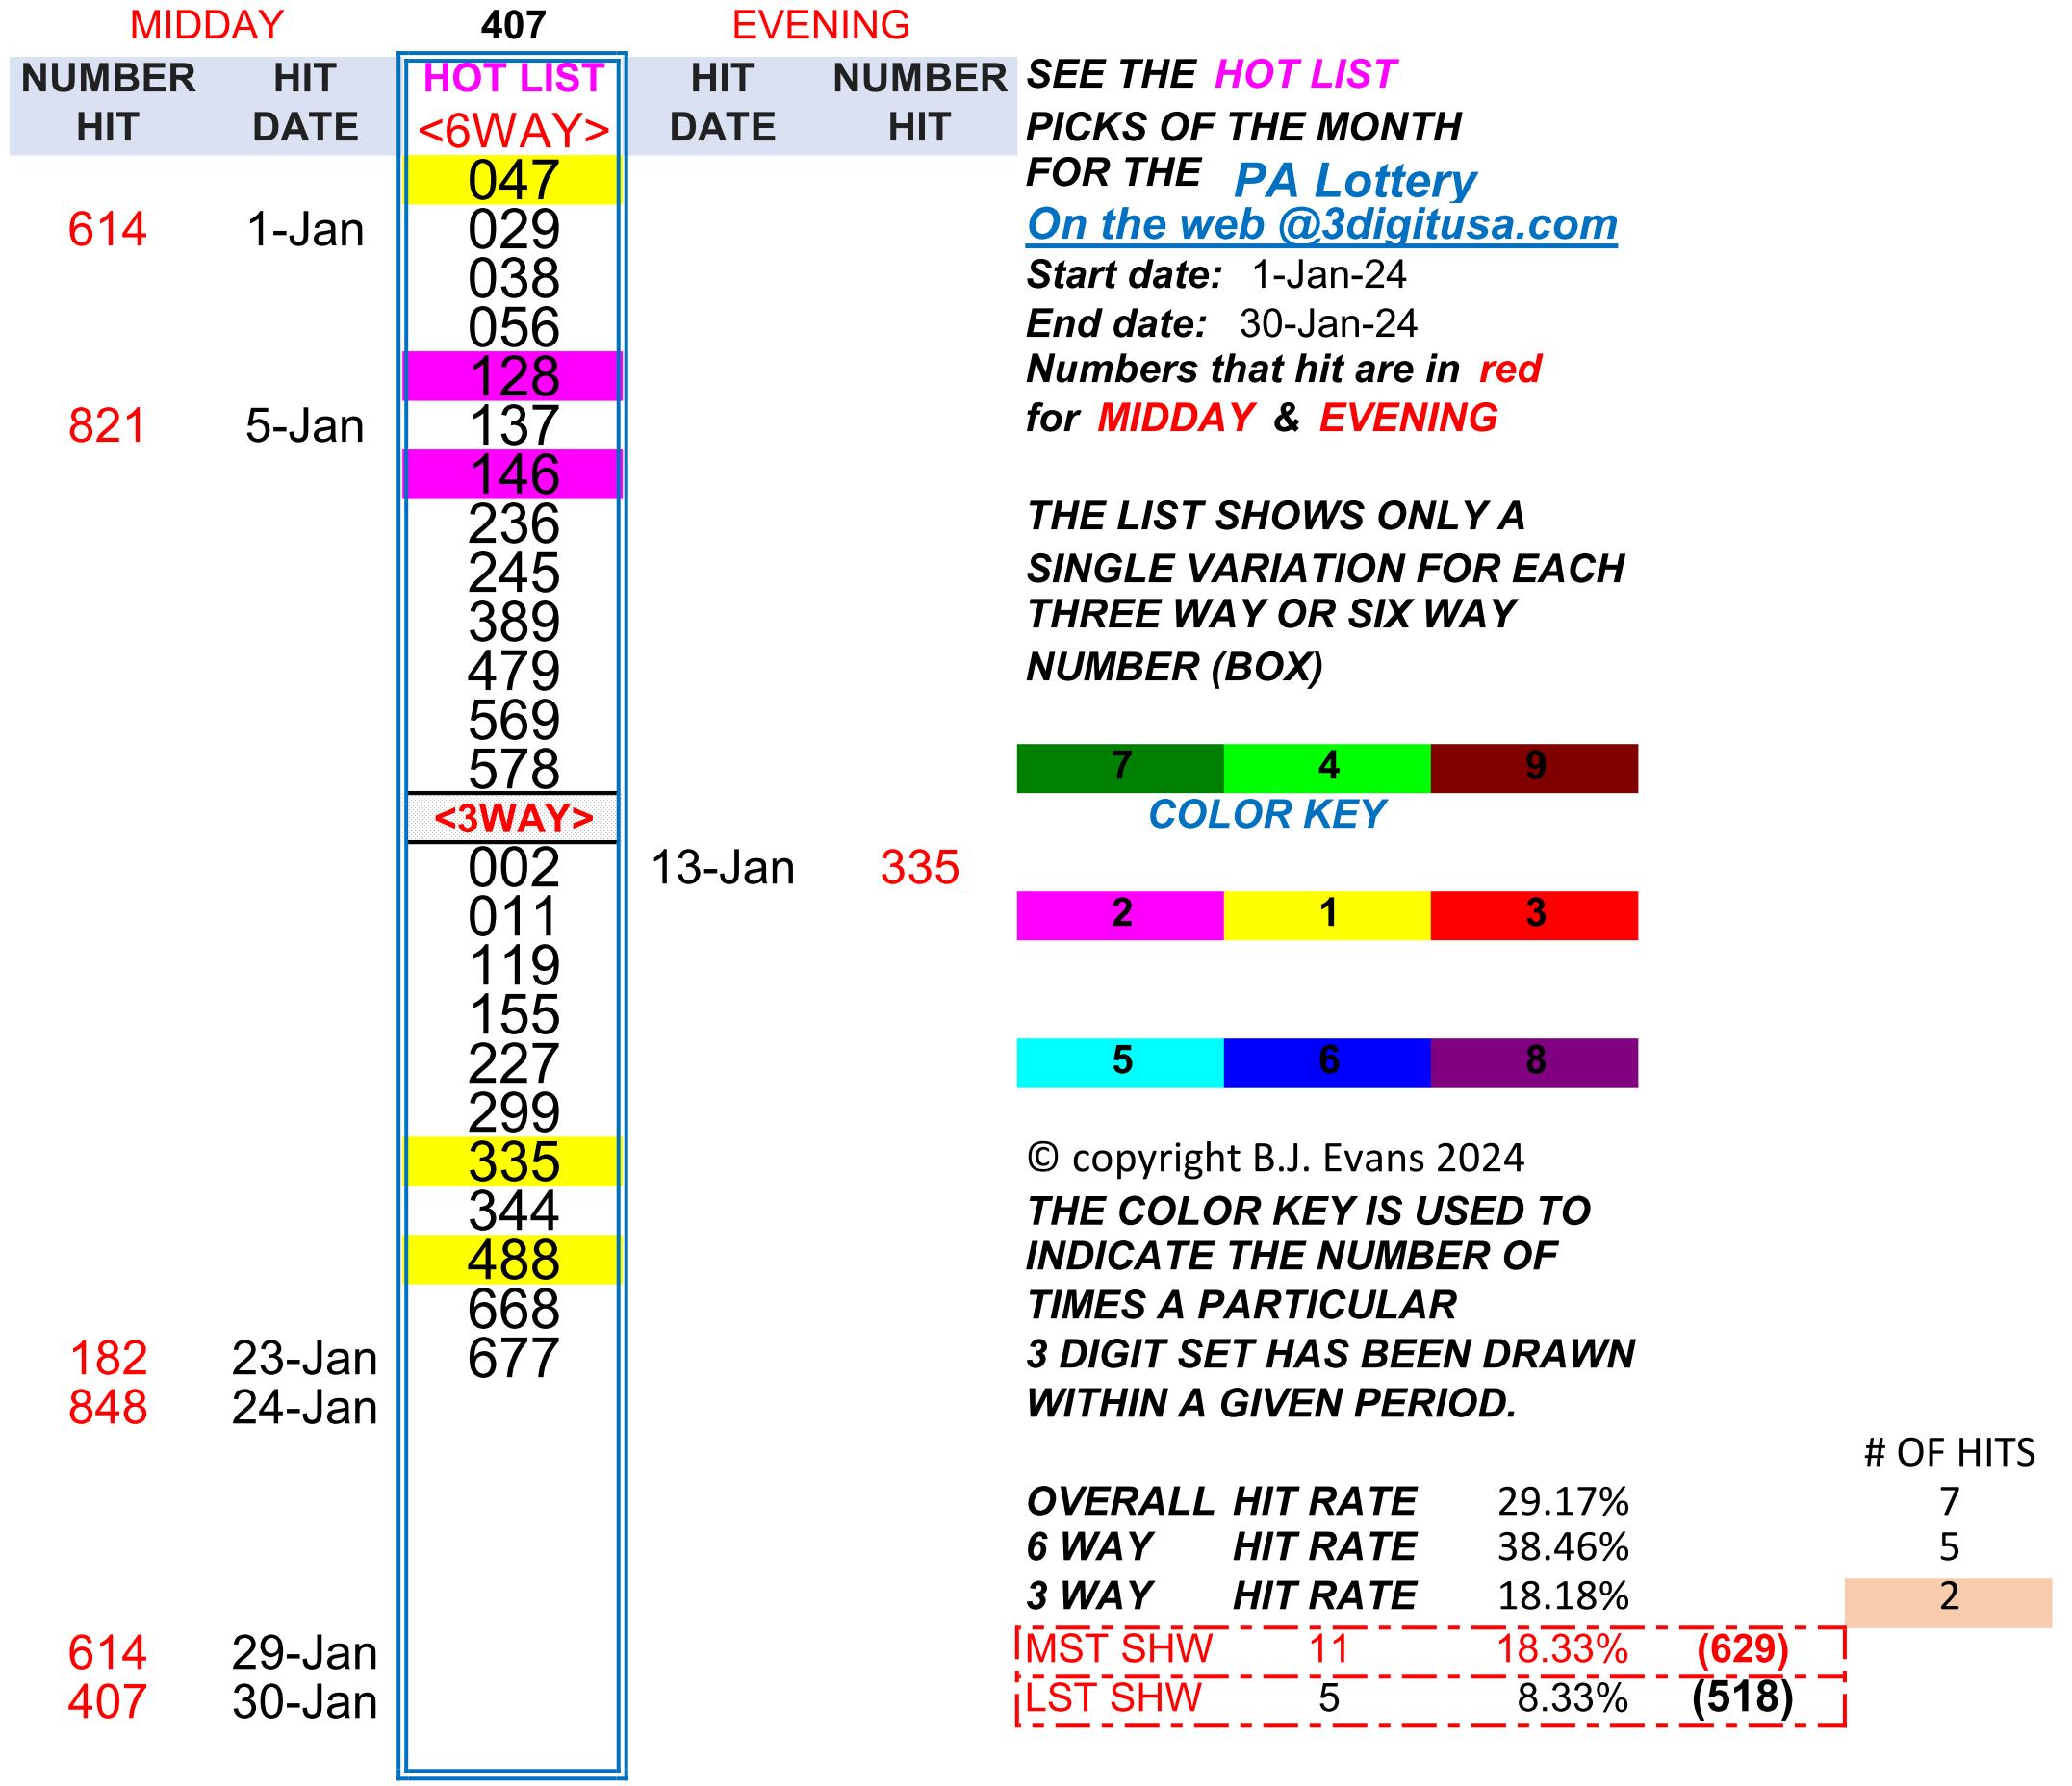 MIDDAY 407 EVENING
NUMBER HIT HOT LIST HIT NUMBER SEE THE HOT LIST
HIT DATE <6WAY> DATE HIT PICKS OF THE MONTH
047 FOR THE PA Lottery
614 1-Jan 029 On the web @3digitusa.com
038 Start date: 1-Jan-24
056 End date: 30-Jan-24
128 Numbers that hit are in red
821 5-Jan 137 for MIDDAY & EVENING
146
236 THE LIST SHOWS ONLY A
245 SINGLE VARIATION FOR EACH
389 THREE WAY OR SIX WAY
479 NUMBER (BOX)
569
578 7 4 9
<3WAY> COLOR KEY
002 13-Jan 335
011 2 1 3
119
155
227 5 6 8
299
335 © copyright B.J. Evans 2024
344 THE COLOR KEY IS USED TO
488 INDICATE THE NUMBER OF
668 TIMES A PARTICULAR
182 23-Jan 677 3 DIGIT SET HAS BEEN DRAWN
848 24-Jan WITHIN A GIVEN PERIOD.
# OF HITS
OVERALL HIT RATE 29.17% 7
6 WAY HIT RATE 38.46% 5
3 WAY HIT RATE 18.18% 2
614 29-Jan MST SHW 11 18.33% (629)
407 30-Jan LST SHW 5 8.33% (518)